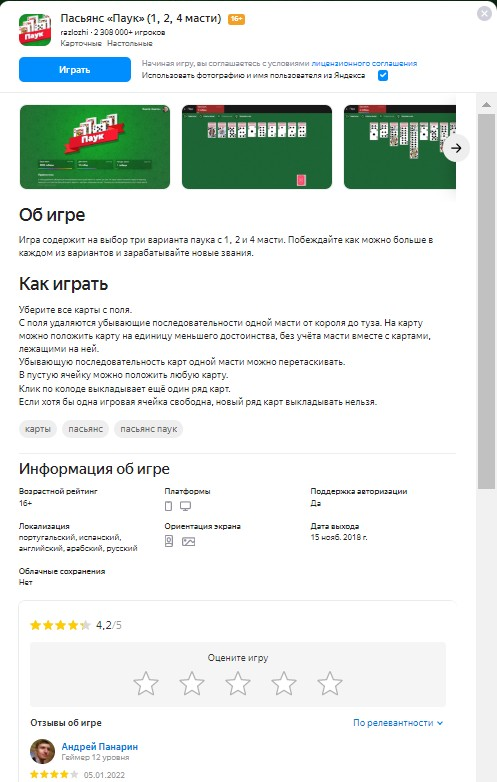 Пасьянс «Паук» (1, 2, 4 масти) 16+
razlozhi · 2 308 000+ игроков
Карточные Настольные
Играть
Начиная игру, вы соглашаетесь с условиями лицензионного соглашения
Использовать фотографию и имя пользователя из Яндекса
Паук
Паук
Об игре
Игра содержит на выбор три варианта паука с 1, 2 и 4 масти. Побеждайте как можно больше в
каждом из вариантов и зарабатывайте новые звания.
Как играть
Уберите все карты с поля.
С поля удаляются убывающие последовательности одной масти от короля до туза. На карту
можно положить карту на единицу меньшего достоинства, без учёта масти вместе с картами,
лежащими на ней.
Убывающую последовательность карт одной масти можно перетаскивать.
В пустую ячейку можно положить любую карту.
Клик по колоде выкладывает ещё один ряд карт.
Если хотя бы одна игровая ячейка свободна, новый ряд карт выкладывать нельзя.
карты пасьянс пасьянс паук
Информация об игре
Возрастной рейтинг Платформы Поддержка авторизации
16+ Да
Локализация Ориентация экрана Дата выхода
португальский, испанский, 15 нояб. 2018 г.
английский, арабский, русский
Облачные сохранения
Нет
4,2/5
Оцените игру
Отзывы об игре По релевантности
Андрей Панарин
Геймер 12 уровня
05.01.2022